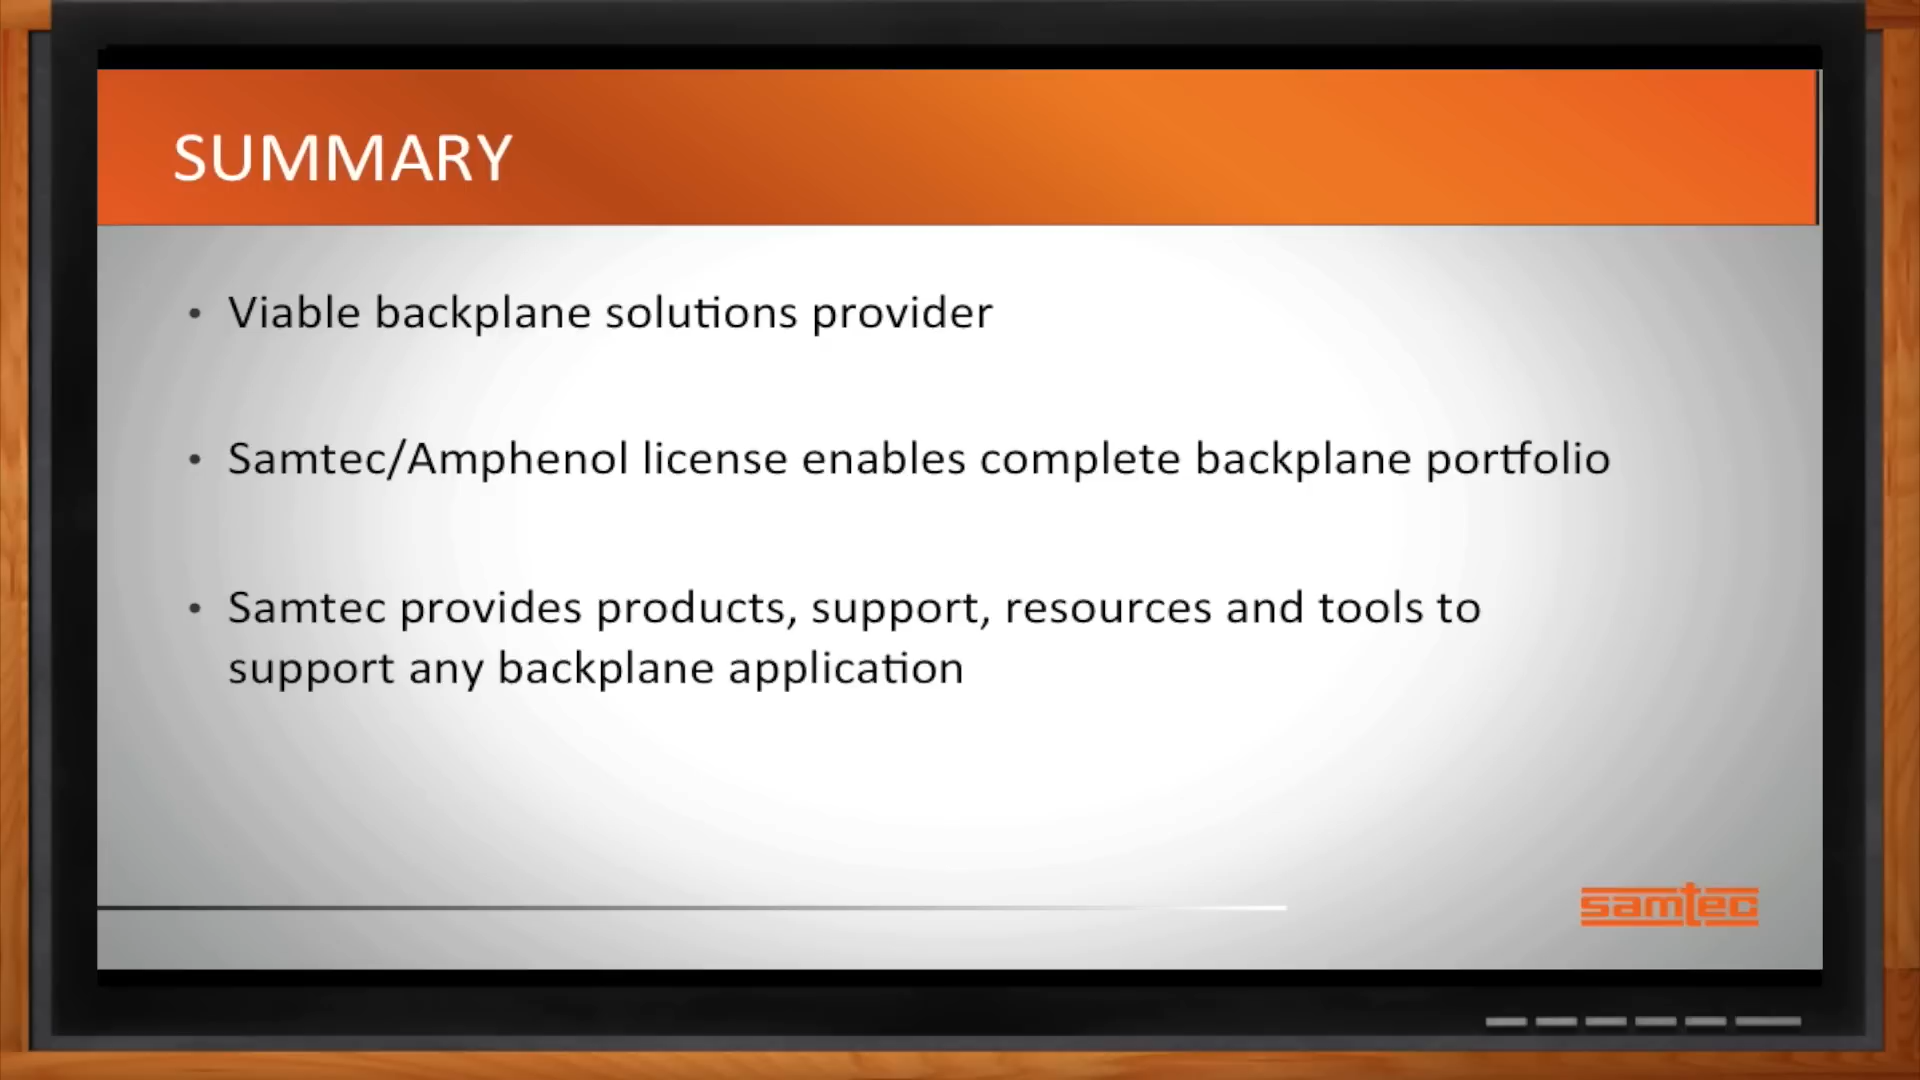 SUMMARY
• Viable backplane solutions provider
• Samtec/Amphenol license enables complete backplane portfolio
• Samtec provides products, support, resources and tools to
support any backplane application
samtec